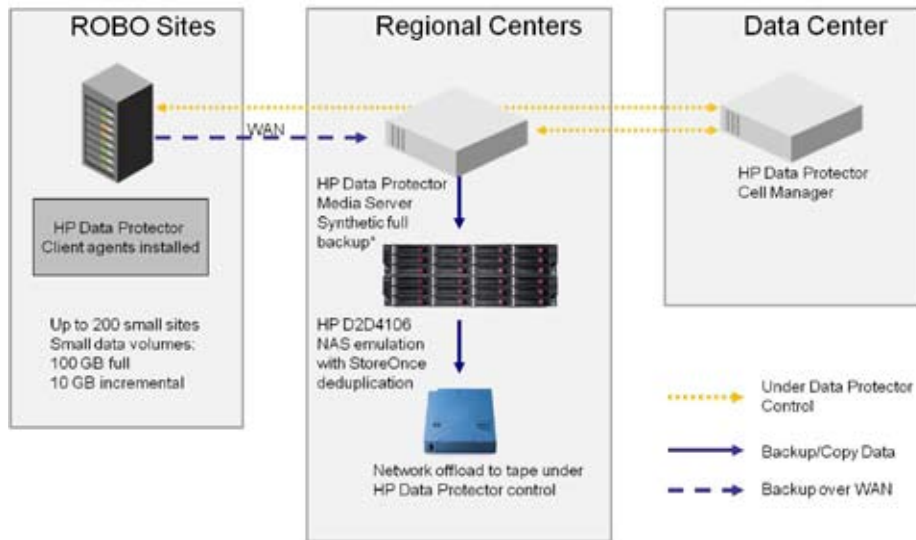 ROBO Sites
HP Data Protector
Client agents installed
Up to 200 small sites
Small data volumes:
100 GB full
10 GB incremental
WAN
Regional Centers
HP Data Protector
Media Server
Synthetic full
backup*
HP D2D4106
NAS emulation
with StoreOnce
deduplication
Network offload to tape under
HP Data Protector control
Data Center
HP Data Protector
Cell Manager
Under Data Protector
Control
Backup/Copy Data
Backup over WAN